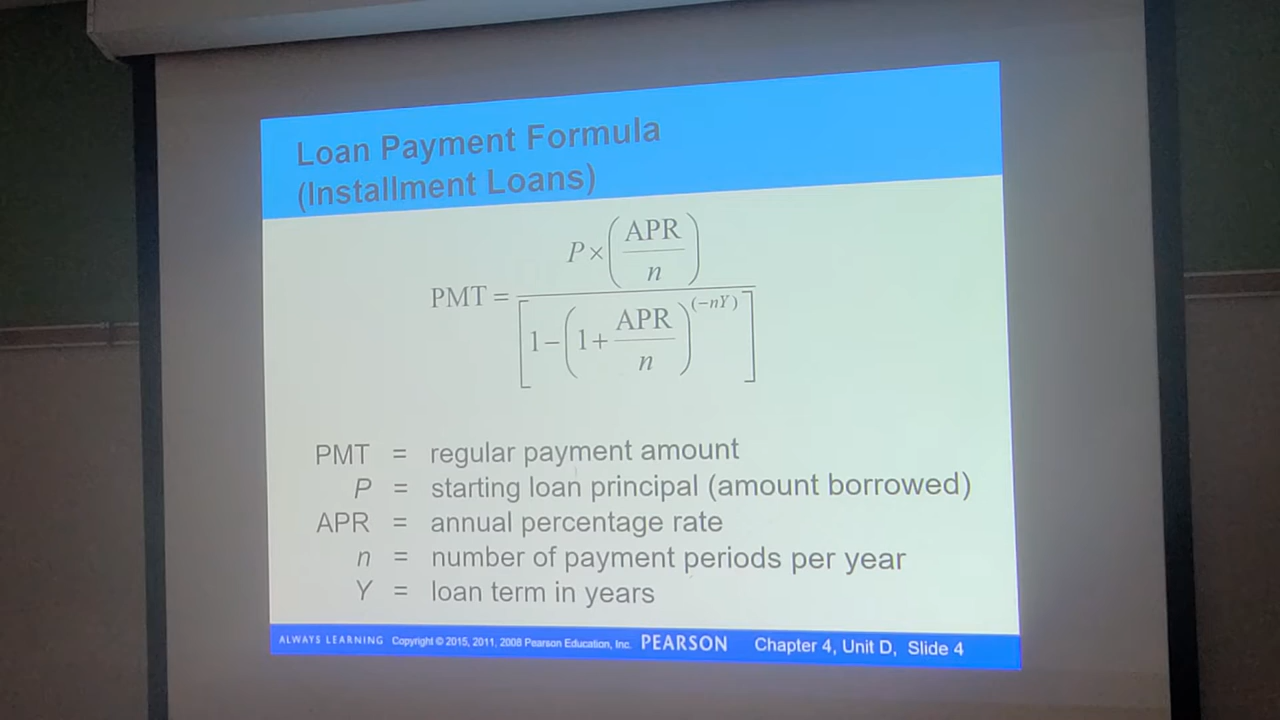 Loan Payment Formula
(Installment Loans)
PMT = P × (APR / n) / [1 − (1 + APR / n)^(−nY)]
PMT = regular payment amount
P = starting loan principal (amount borrowed)
APR = annual percentage rate
n = number of payment periods per year
Y = loan term in years
ALWAYS LEARNING Copyright © 2015, 2011, 2008 Pearson Education, Inc. PEARSON Chapter 4, Unit D, Slide 4